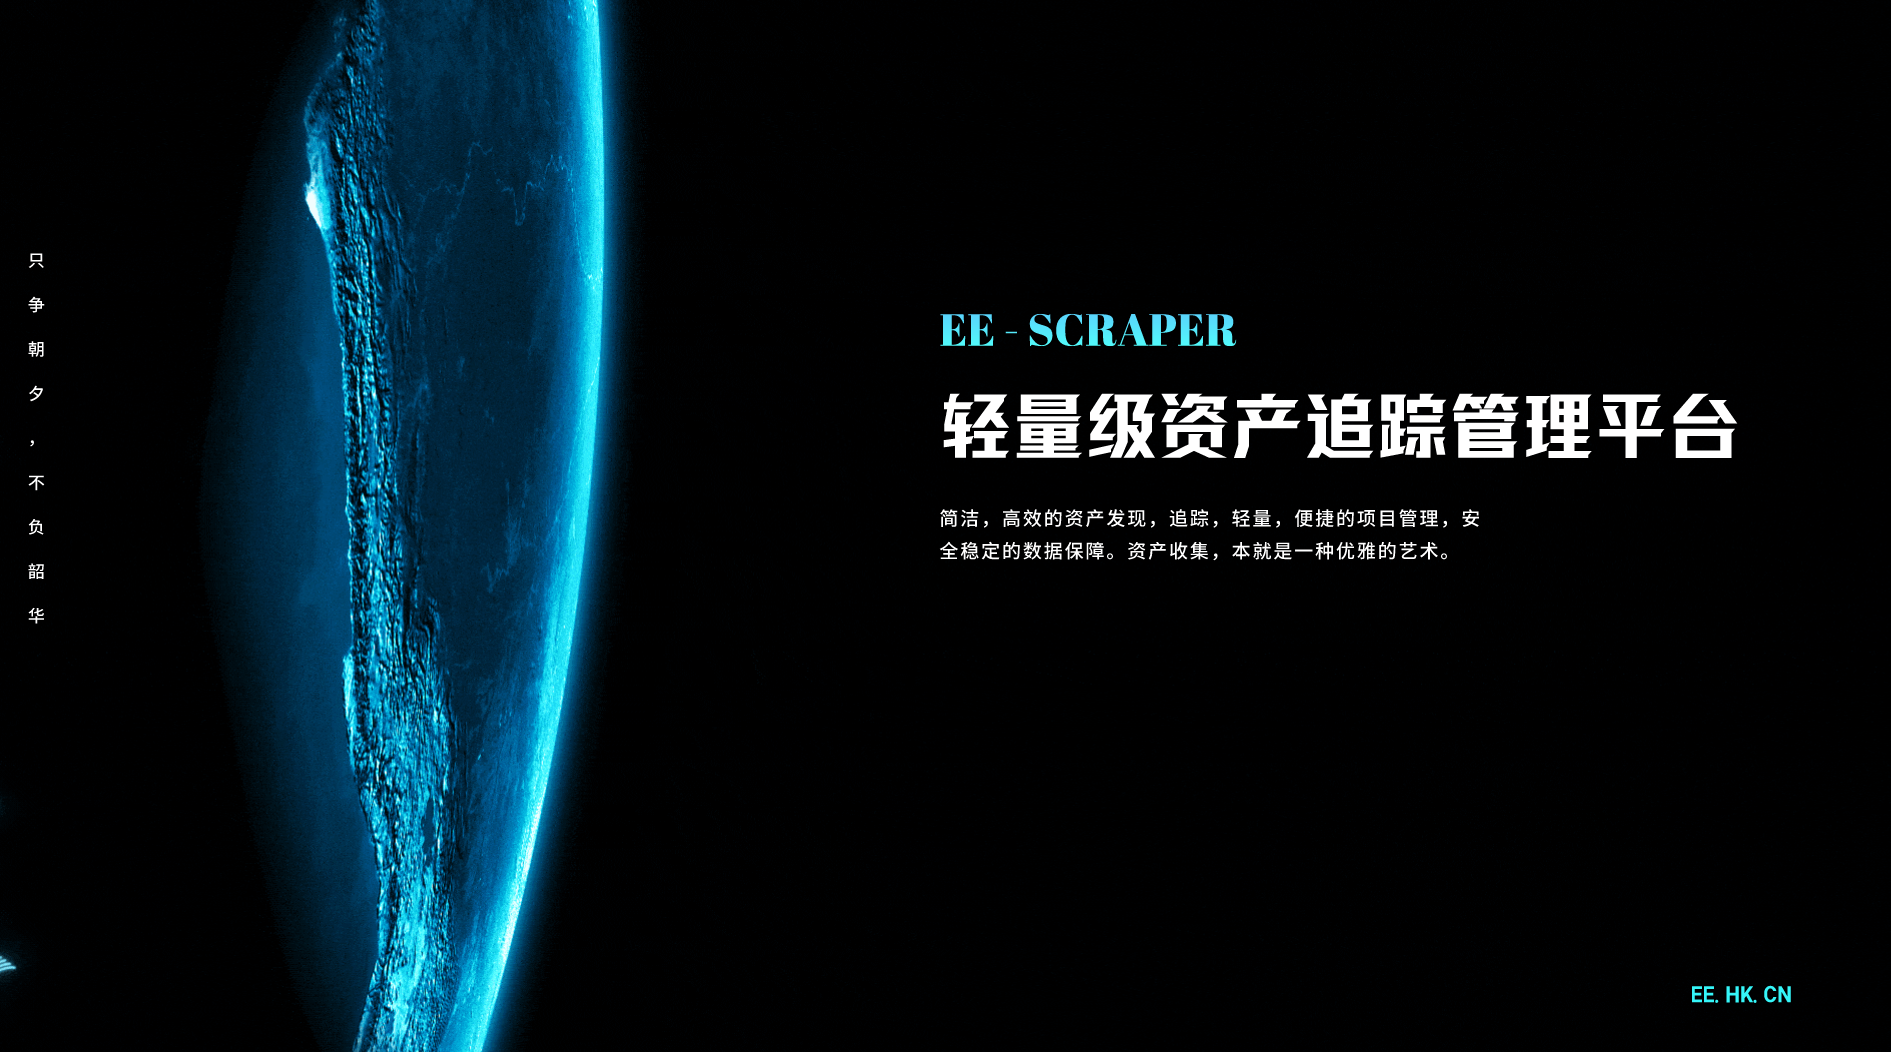 只争朝夕，不负韶华
EE - SCRAPER
轻量级资产追踪管理平台
简洁，高效的资产发现，追踪，轻量，便捷的项目管理，安
全稳定的数据保障。资产收集，本就是一种优雅的艺术。
EE. HK. CN